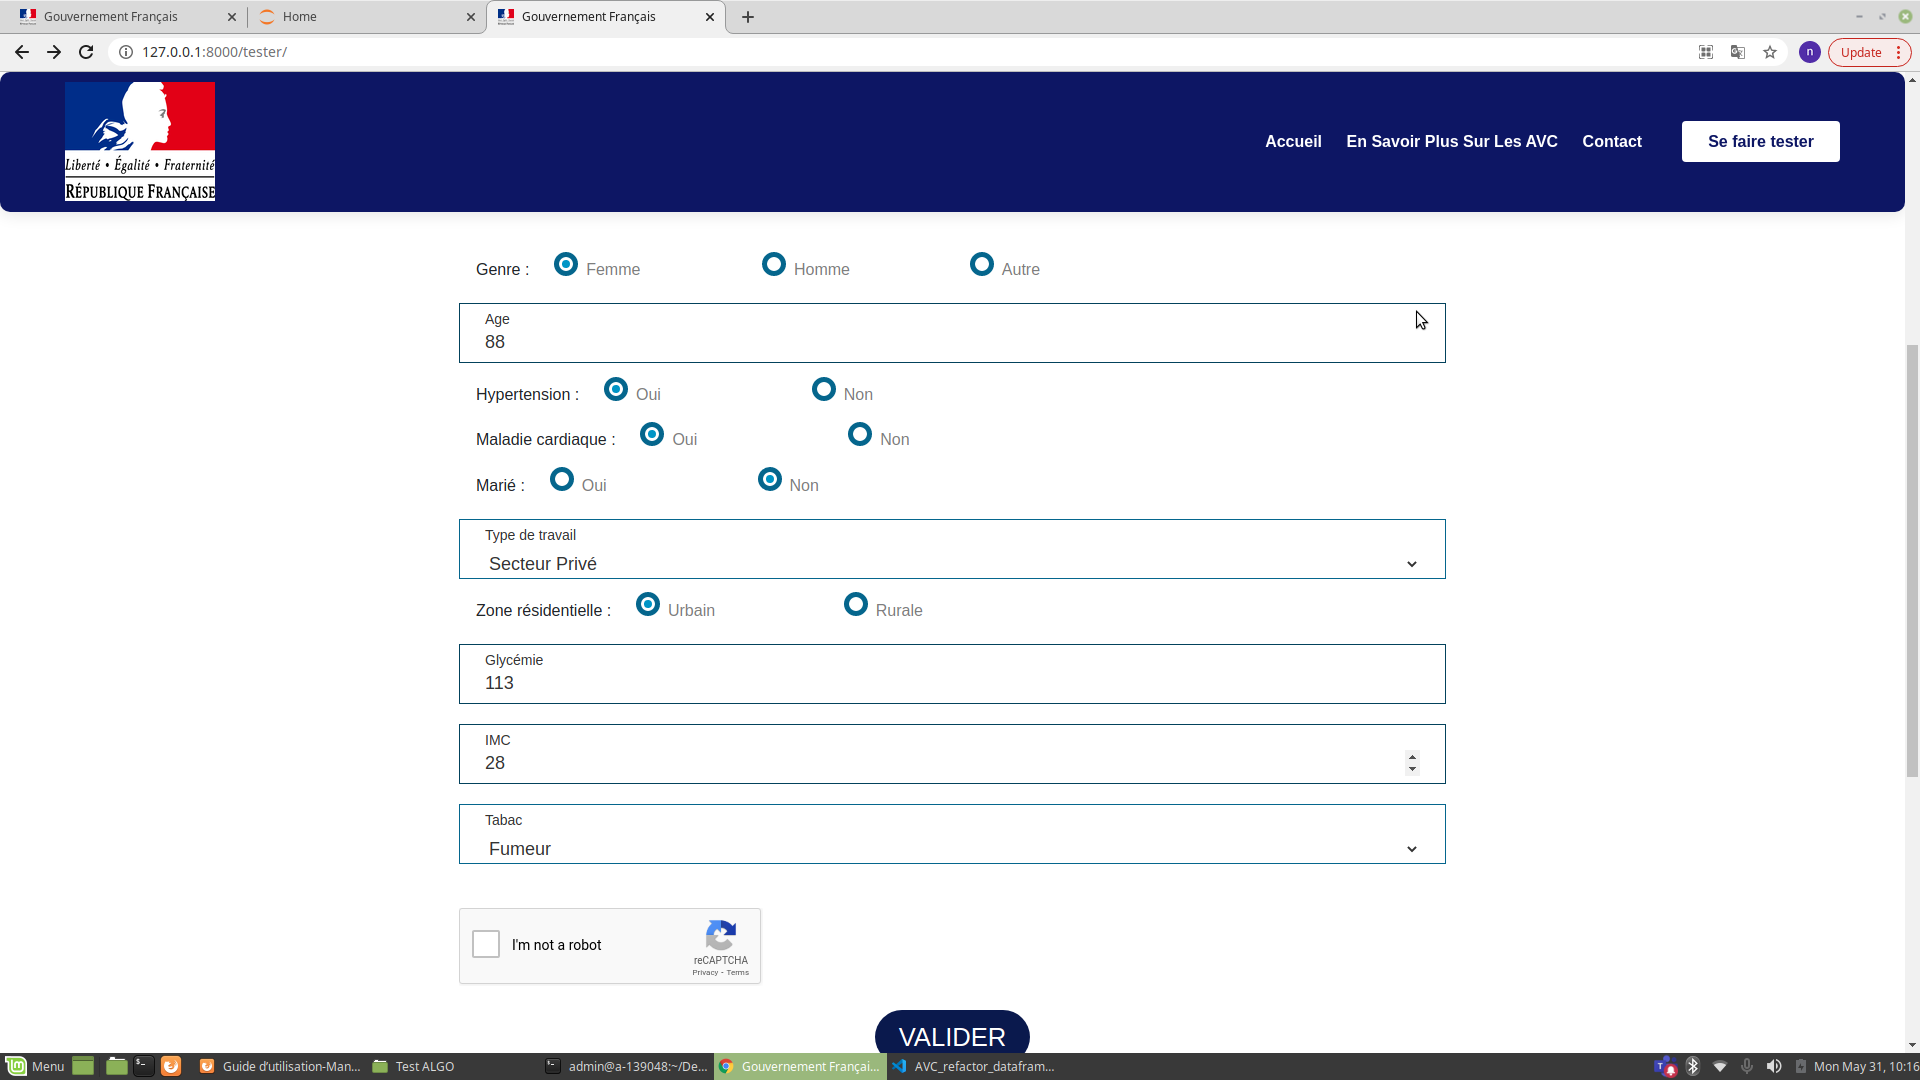 Gouvernement Français
Home
Gouvernement Français
127.0.0.1:8000/tester/
n
Update
Liberté • Égalité • Fraternité
RÉPUBLIQUE FRANÇAISE
Accueil
En Savoir Plus Sur Les AVC
Contact
Se faire tester
Genre : Femme Homme Autre
Age
88
Hypertension : Oui Non
Maladie cardiaque : Oui Non
Marié : Oui Non
Type de travail
Secteur Privé
Zone résidentielle : Urbain Rurale
Glycémie
113
IMC
28
Tabac
Fumeur
I'm not a robot
reCAPTCHA
Privacy - Terms
VALIDER
Menu
Guide d'utilisation-Man...
Test ALGO
admin@a-139048:~/De...
Gouvernement Françai...
AVC_refactor_datafram...
Mon May 31, 10:16